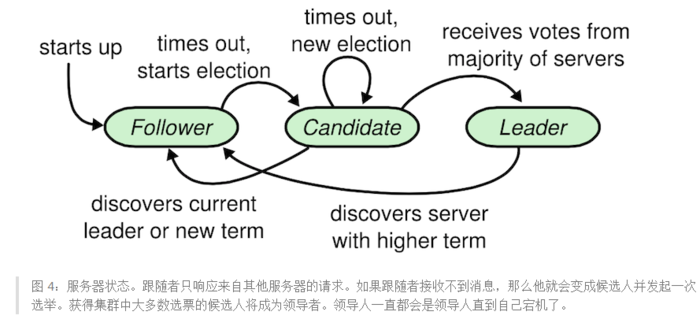 starts up
times out,
starts election
times out,
new election
receives votes from
majority of servers
Follower
Candidate
Leader
discovers current
leader or new term
discovers server
with higher term
图 4：服务器状态。跟随者只响应来自其他服务器的请求。如果跟随者接收不到消息，那么他就会变成候选人并发起一次
选举。获得集群中大多数选票的候选人将成为领导者。领导人一直都会是领导人直到自己宕机了。